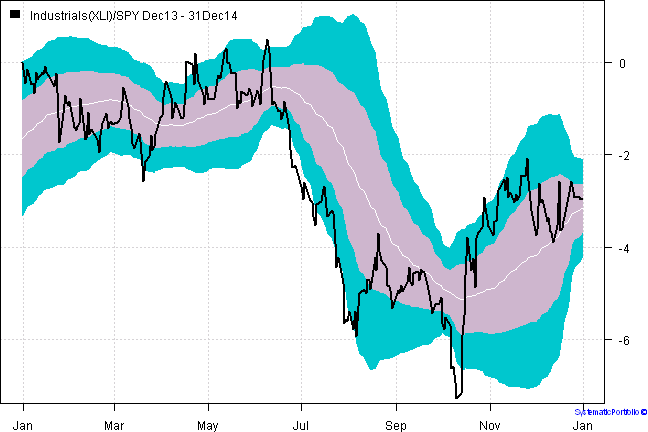 Industrials(XLI)/SPY Dec13 - 31Dec14
0
-2
-4
-6
SystematicPortfolio ©
Jan Mar May Jul Sep Nov Jan